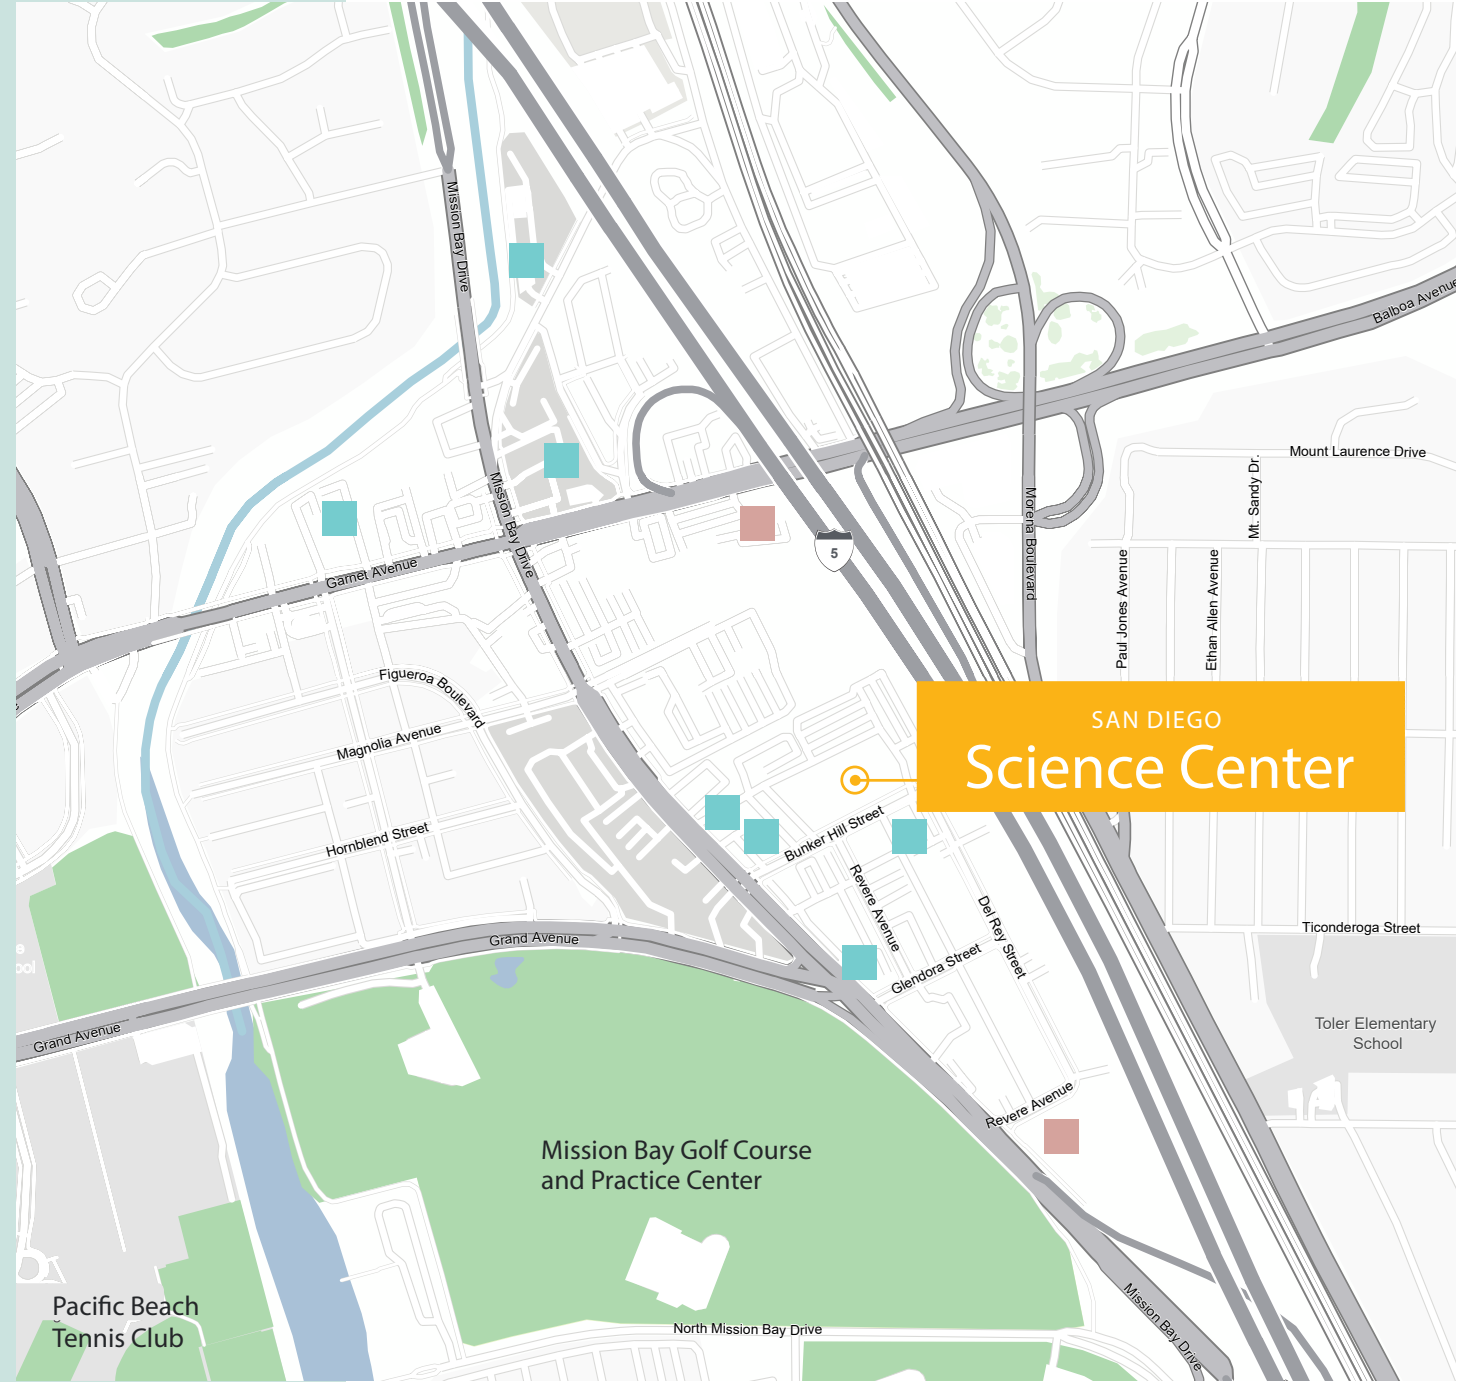 Mission Bay Drive
Balboa Avenue
Mount Laurence Drive
Mt. Sandy Dr.
Mission Bay Drive
Morena Boulevard
5
Garnet Avenue
Paul Jones Avenue
Ethan Allen Avenue
Figueroa Boulevard
SAN DIEGO
Science Center
Magnolia Avenue
Bunker Hill Street
Hornblend Street
Revere Avenue
Del Rey Street
Ticonderoga Street
Grand Avenue
Glendora Street
Grand Avenue
Toler Elementary
School
Revere Avenue
Mission Bay Golf Course
and Practice Center
Pacific Beach
Tennis Club
North Mission Bay Drive
Mission Bay Drive